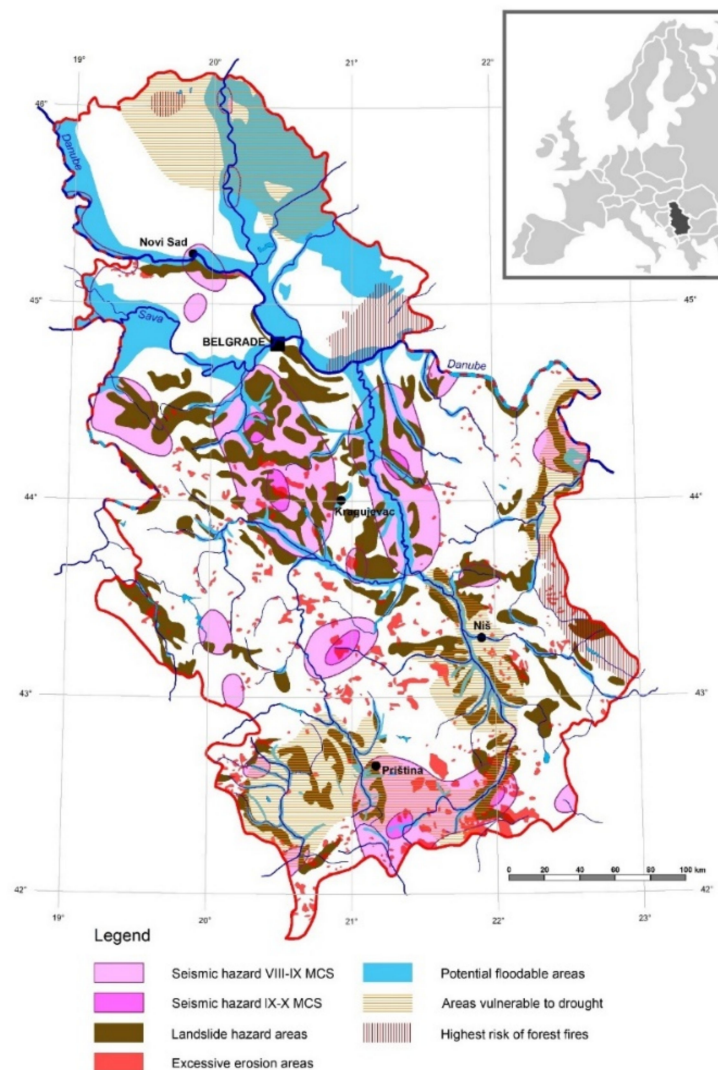 19° 20° 21° 22°
46°
Danube
Novi Sad
45° 45°
Sava
BELGRADE
Danube
44° 44°
Kragujevac
Niš
43° 43°
Priština
0 20 40 60 80 100 km
42° 42°
19° 20° 21° 22° 23°
Legend
Seismic hazard VIII-IX MCS
Seismic hazard IX-X MCS
Landslide hazard areas
Excessive erosion areas
Potential floodable areas
Areas vulnerable to drought
Highest risk of forest fires